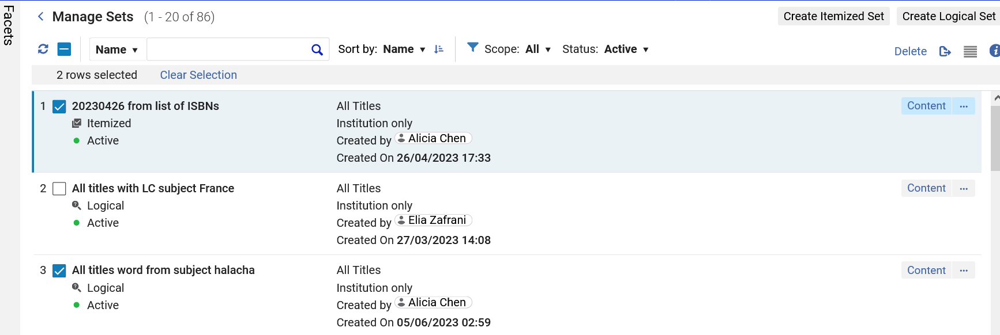 Facets
Manage Sets (1 - 20 of 86) Create Itemized Set Create Logical Set
Name Sort by: Name Scope: All Status: Active Delete
2 rows selected Clear Selection
1 20230426 from list of ISBNs All Titles Content ...
Itemized Institution only
Active Created by Alicia Chen
Created On 26/04/2023 17:33
2 All titles with LC subject France All Titles Content ...
Logical Institution only
Active Created by Elia Zafrani
Created On 27/03/2023 14:08
3 All titles word from subject halacha All Titles Content ...
Logical Institution only
Active Created by Alicia Chen
Created On 05/06/2023 02:59